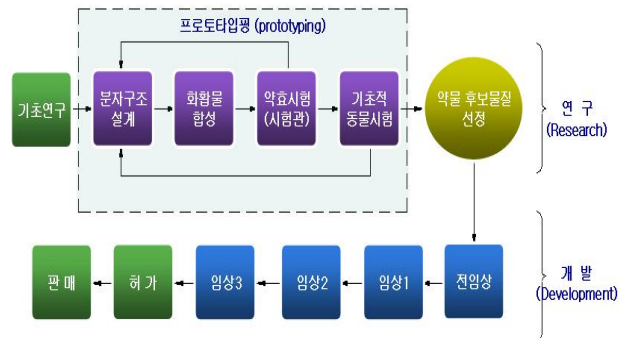 프로토타입핑 (prototyping)
기초연구
분자구조
설계
화합물
합성
약효시험
(시험관)
기초적
동물시험
약물 후보물질
선정
연 구
(Research)
판 매
허 가
임상3
임상2
임상1
전임상
개 발
(Development)